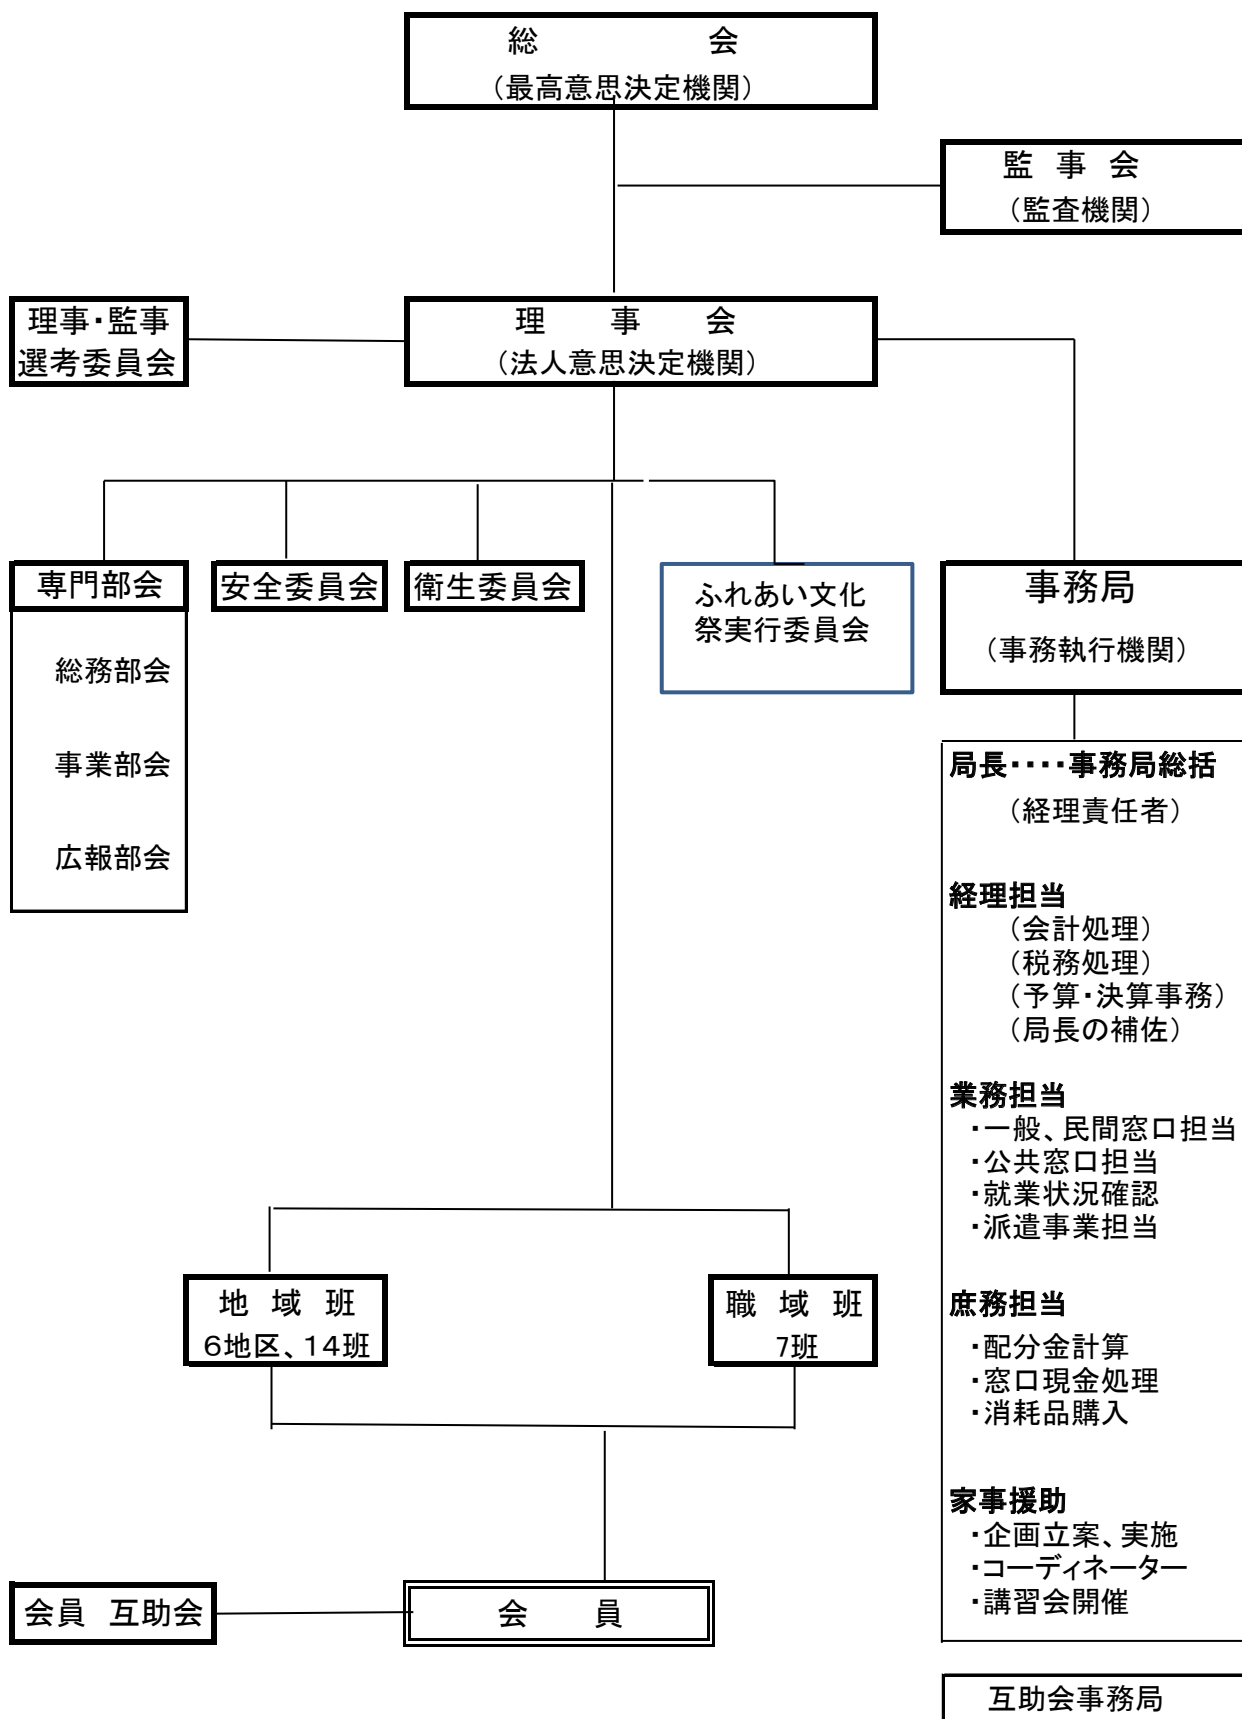 総　会
（最高意思決定機関）
監 事 会
（監査機関）
理事・監事
選考委員会
理 事 会
（法人意思決定機関）
専門部会
総務部会
事業部会
広報部会
安全委員会
衛生委員会
ふれあい文化
祭実行委員会
事務局
（事務執行機関）
局長・・・・事務局総括
（経理責任者）
経理担当
（会計処理）
（税務処理）
（予算・決算事務）
（局長の補佐）
業務担当
・一般、民間窓口担当
・公共窓口担当
・就業状況確認
・派遣事業担当
庶務担当
・配分金計算
・窓口現金処理
・消耗品購入
家事援助
・企画立案、実施
・コーディネーター
・講習会開催
地 域 班
６地区、１４班
職 域 班
7班
会員　互助会
会　員
互助会事務局